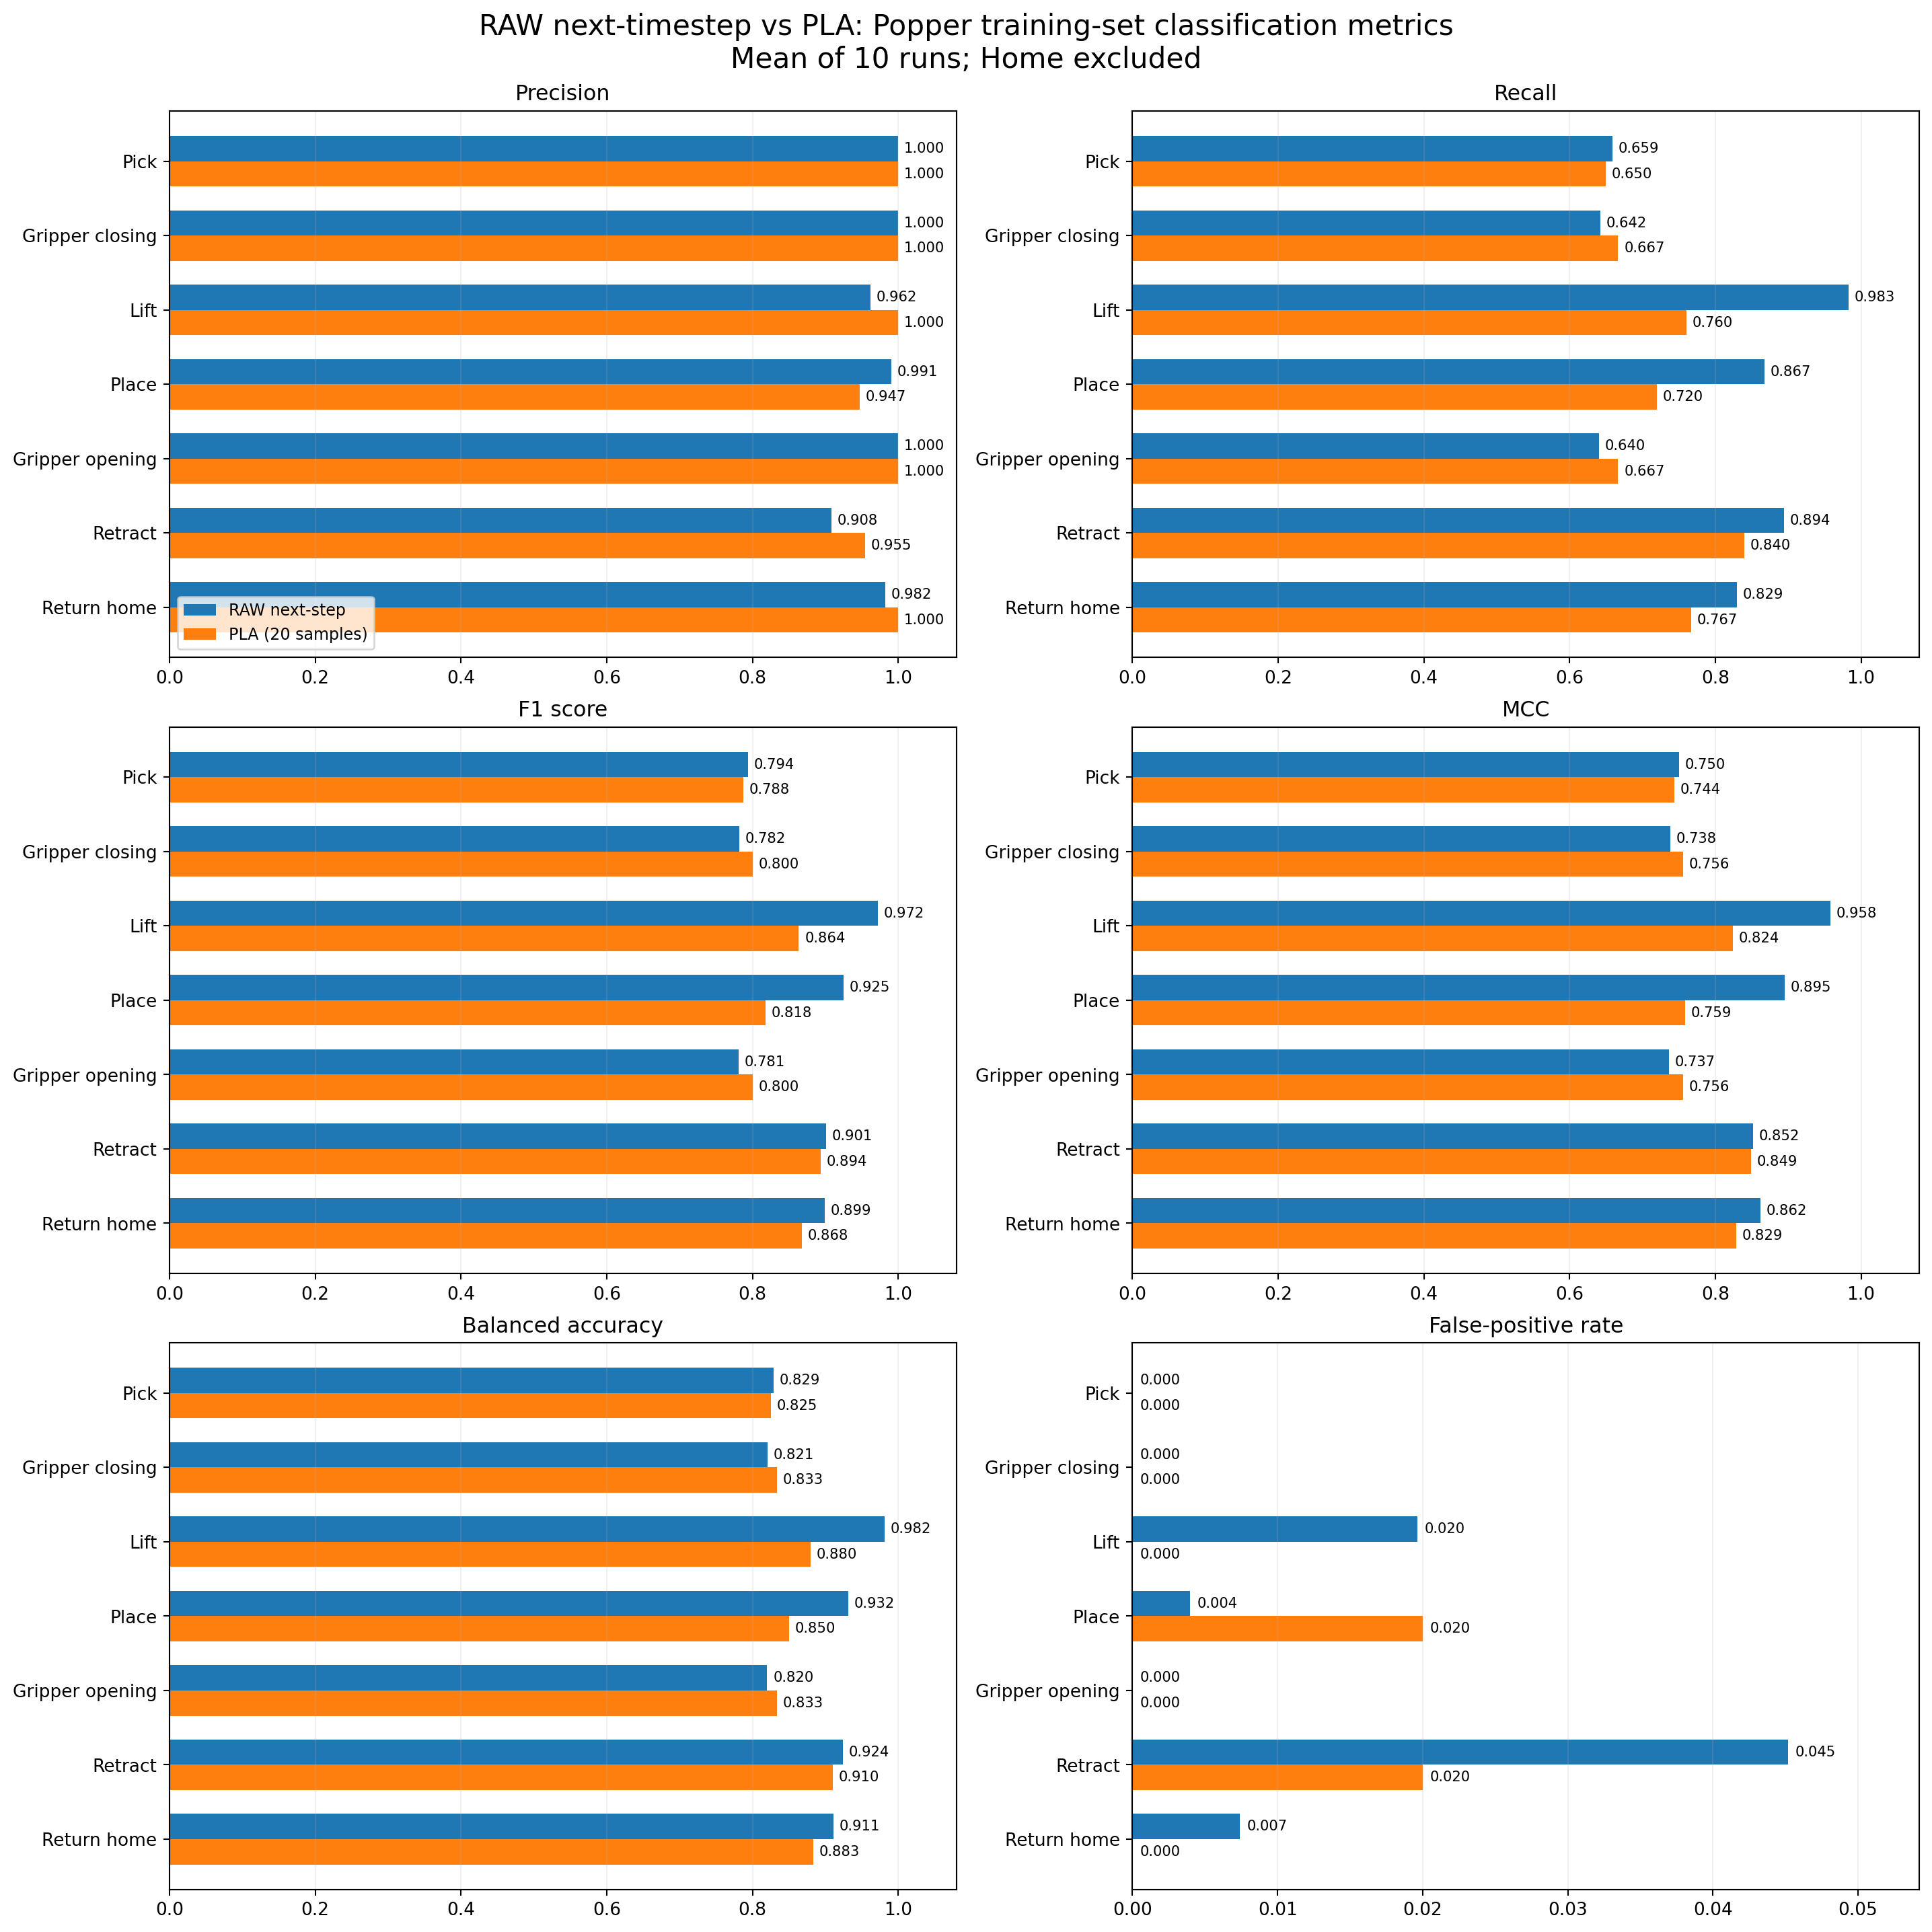 RAW next-timestep vs PLA: Popper training-set classification metrics
Mean of 10 runs; Home excluded
Precision
Pick
1.000
1.000
Gripper closing
1.000
1.000
Lift
0.962
1.000
Place
0.991
0.947
Gripper opening
1.000
1.000
Retract
0.908
0.955
Return home
0.982
1.000
RAW next-step
PLA (20 samples)
0.0 0.2 0.4 0.6 0.8 1.0
Recall
Pick
0.659
0.650
Gripper closing
0.642
0.667
Lift
0.983
0.760
Place
0.867
0.720
Gripper opening
0.640
0.667
Retract
0.894
0.840
Return home
0.829
0.767
0.0 0.2 0.4 0.6 0.8 1.0
F1 score
Pick
0.794
0.788
Gripper closing
0.782
0.800
Lift
0.972
0.864
Place
0.925
0.818
Gripper opening
0.781
0.800
Retract
0.901
0.894
Return home
0.899
0.868
0.0 0.2 0.4 0.6 0.8 1.0
MCC
Pick
0.750
0.744
Gripper closing
0.738
0.756
Lift
0.958
0.824
Place
0.895
0.759
Gripper opening
0.737
0.756
Retract
0.852
0.849
Return home
0.862
0.829
0.0 0.2 0.4 0.6 0.8 1.0
Balanced accuracy
Pick
0.829
0.825
Gripper closing
0.821
0.833
Lift
0.982
0.880
Place
0.932
0.850
Gripper opening
0.820
0.833
Retract
0.924
0.910
Return home
0.911
0.883
0.0 0.2 0.4 0.6 0.8 1.0
False-positive rate
Pick
0.000
0.000
Gripper closing
0.000
0.000
Lift
0.020
0.000
Place
0.004
0.020
Gripper opening
0.000
0.000
Retract
0.045
0.020
Return home
0.007
0.000
0.00 0.01 0.02 0.03 0.04 0.05